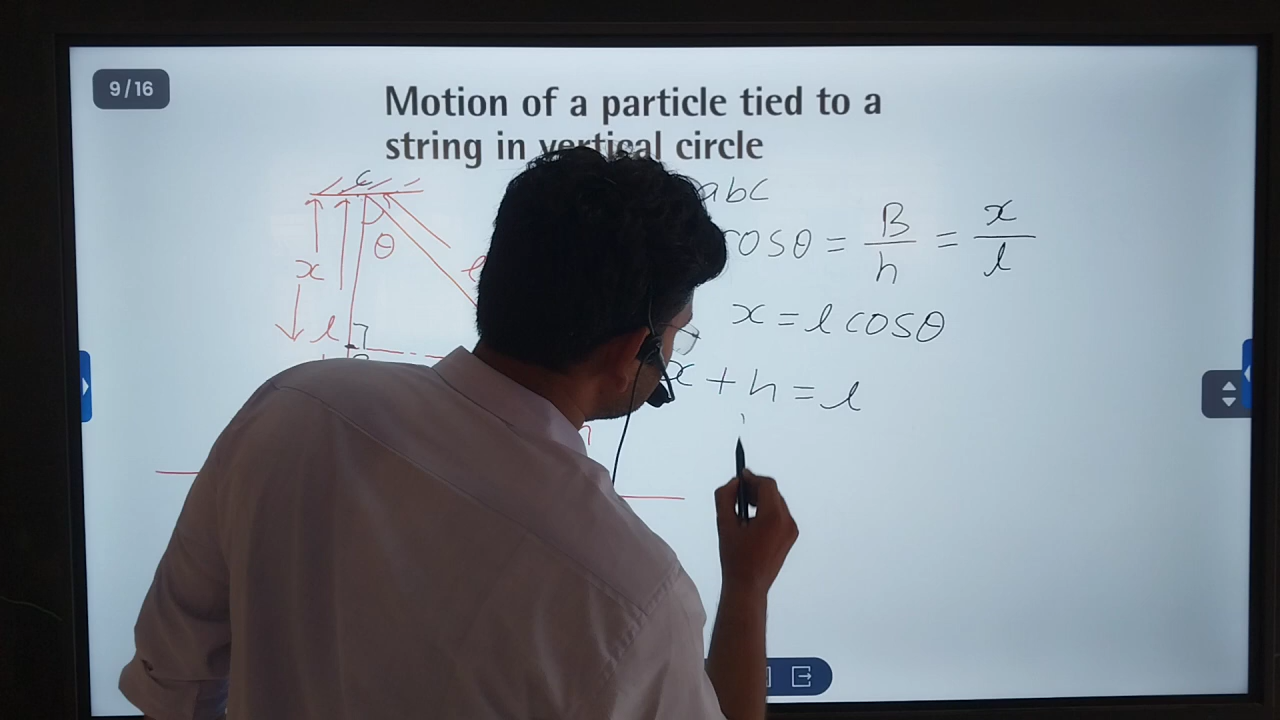 9/16
Motion of a particle tied to a
string in vertical circle
c
abc
x
θ
l
cosθ = B/h = x/l
x = l cosθ
x + h = l